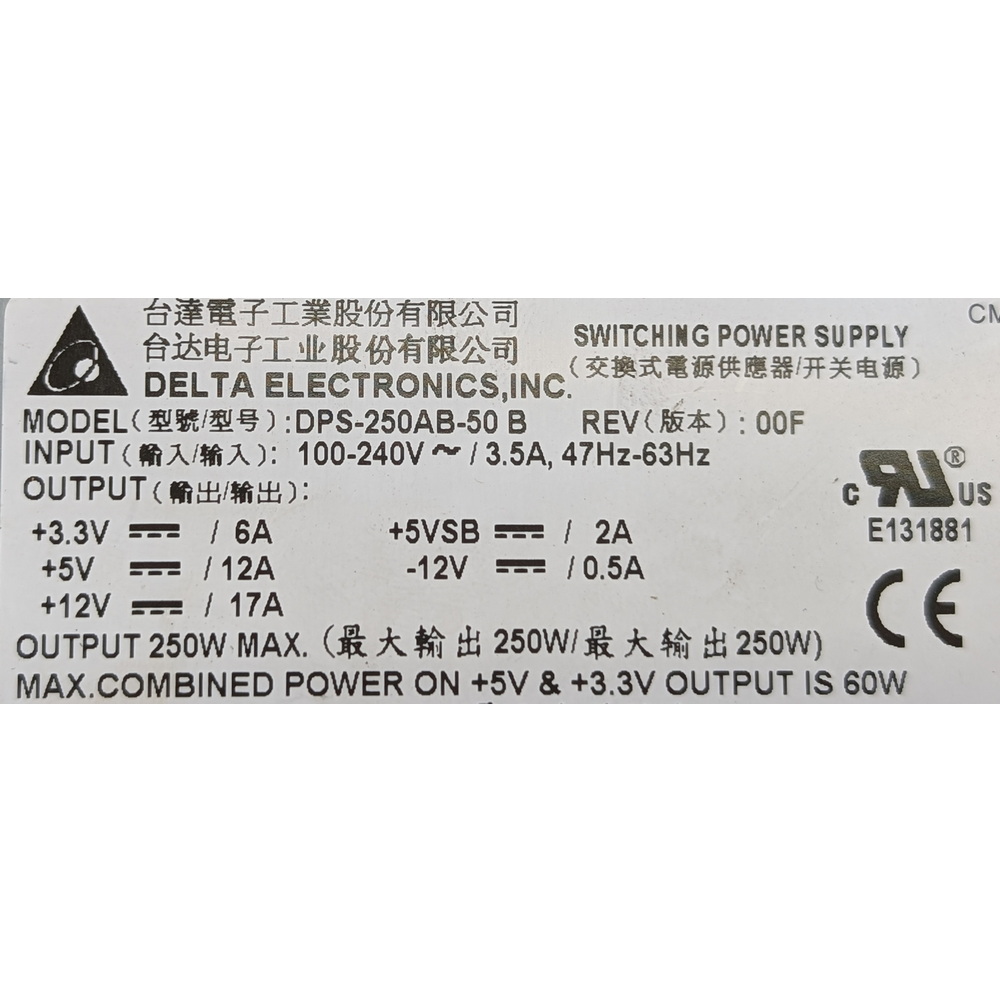 台達電子工業股份有限公司
台达电子工业股份有限公司
DELTA ELECTRONICS,INC.
SWITCHING POWER SUPPLY
(交換式電源供應器/开关电源)
CM
MODEL(型號/型号):DPS-250AB-50 B REV(版本): 00F
INPUT(輸入/输入): 100-240V ~ / 3.5A, 47Hz-63Hz
OUTPUT(輸出/输出):
+3.3V ⎓ / 6A +5VSB ⎓ / 2A
+5V ⎓ / 12A -12V ⎓ / 0.5A
+12V ⎓ / 17A
c RU ® US
E131881
CE
OUTPUT 250W MAX. (最大輸出250W/最大输出250W)
MAX.COMBINED POWER ON +5V & +3.3V OUTPUT IS 60W